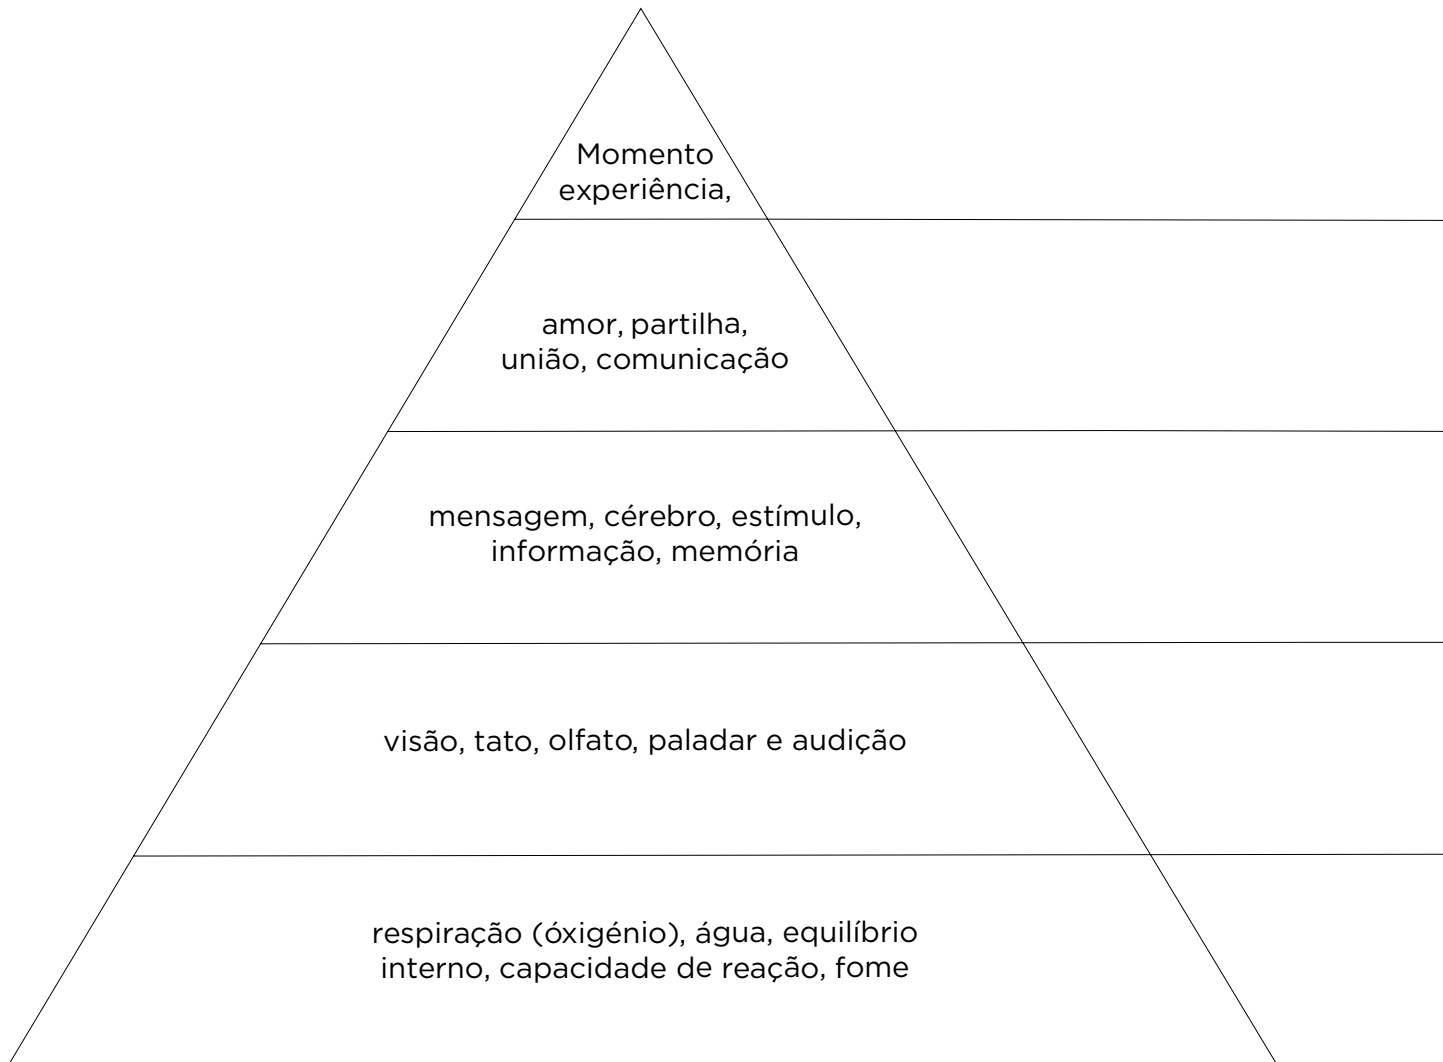 Momento
experiência,
amor, partilha,
união, comunicação
mensagem, cérebro, estímulo,
informação, memória
visão, tato, olfato, paladar e audição
respiração (óxigénio), água, equilíbrio
interno, capacidade de reação, fome